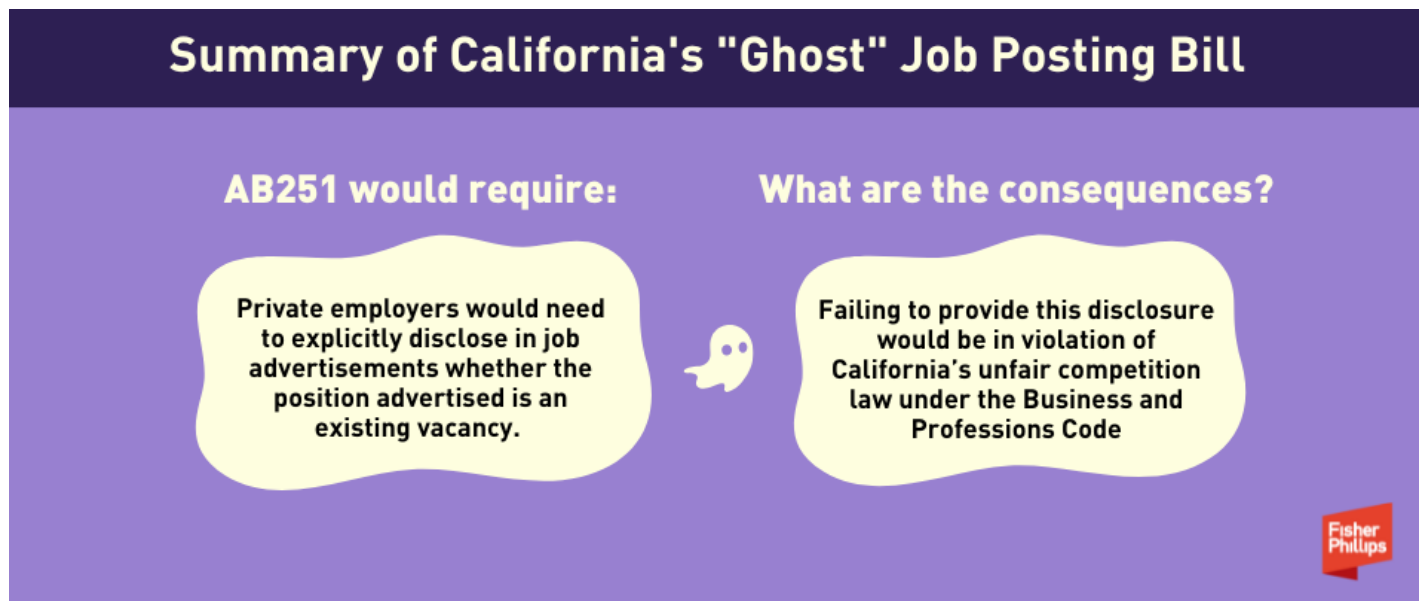 Summary of California's "Ghost" Job Posting Bill
AB251 would require:
Private employers would need
to explicitly disclose in job
advertisements whether the
position advertised is an
existing vacancy.
What are the consequences?
Failing to provide this disclosure
would be in violation of
California’s unfair competition
law under the Business and
Professions Code
Fisher
Phillips